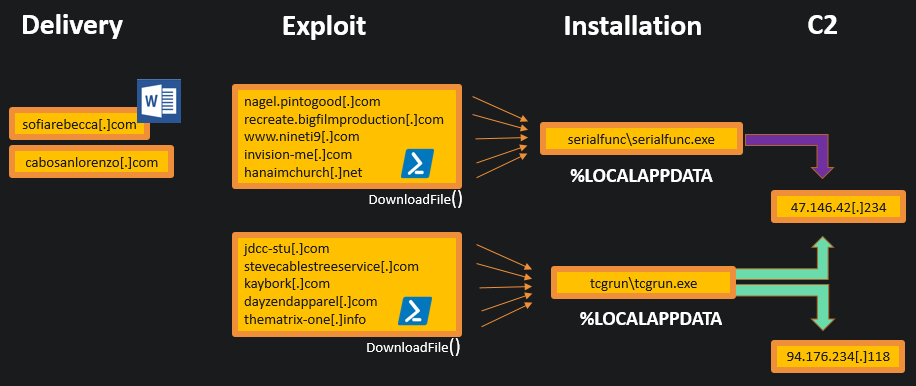 Delivery
Exploit
Installation
C2
W
sofiarebecca[.]com
cabosanlorenzo[.]com
nagel.pintogood[.]com
recreate.bigfilmproduction[.]com
www.nineti9[.]com
invision-me[.]com
hanaimchurch[.]net
DownloadFile()
serialfunc\serialfunc.exe
%LOCALAPPDATA
47.146.42[.]234
jdcc-stu[.]com
stevecablestreeservice[.]com
kaybork[.]com
dayzendapparel[.]com
thematrix-one[.]info
DownloadFile()
tcgrun\tcgrun.exe
%LOCALAPPDATA
94.176.234[.]118